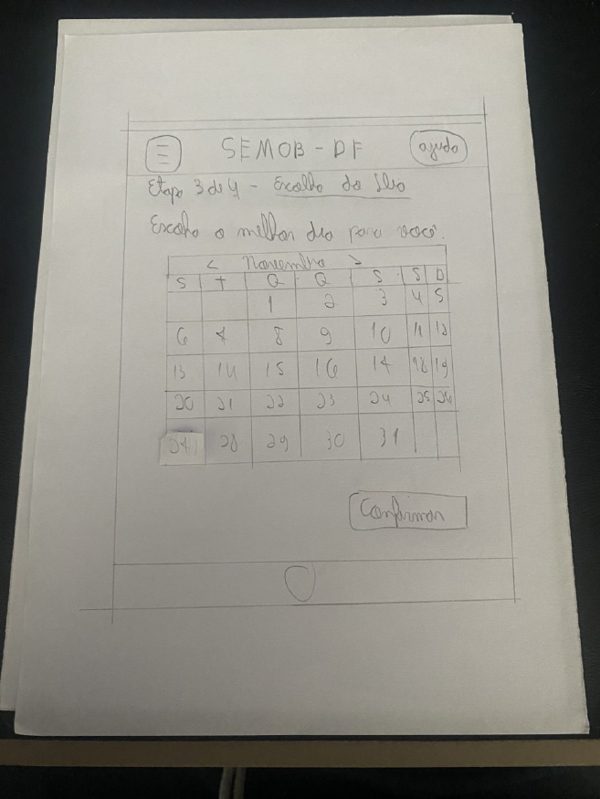 SEMOB - DF
ajuda
Etapa 3 de 4 - Escolha do dia
Escolha o melhor dia para você.
< Novembro >
S T Q Q S S D
1 2 3 4 5
6 7 8 9 10 11 12
13 14 15 16 17 18 19
20 21 22 23 24 25 26
27 28 29 30 31
Confirmar